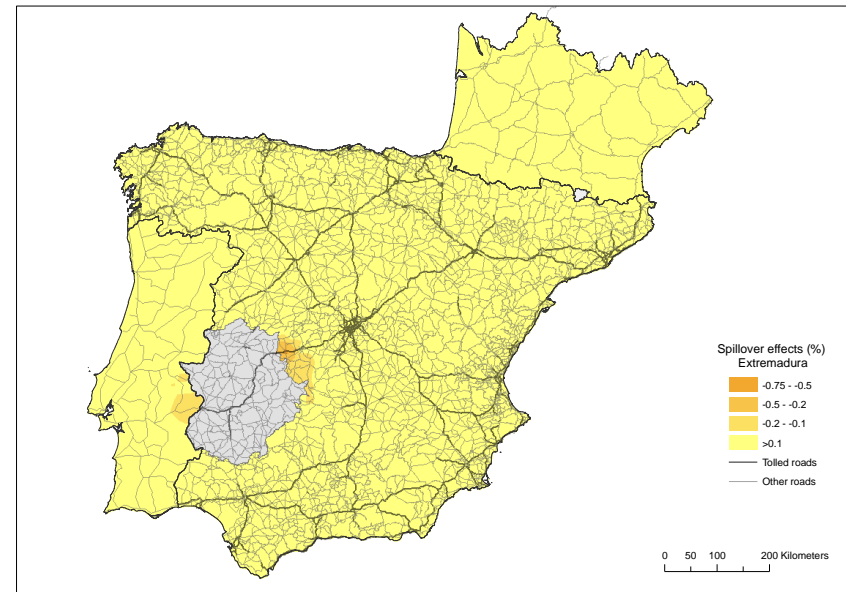 Spillover effects (%)
Extremadura
-0.75 - -0.5
-0.5 - -0.2
-0.2 - -0.1
>0.1
Tolled roads
Other roads
0 50 100 200 Kilometers